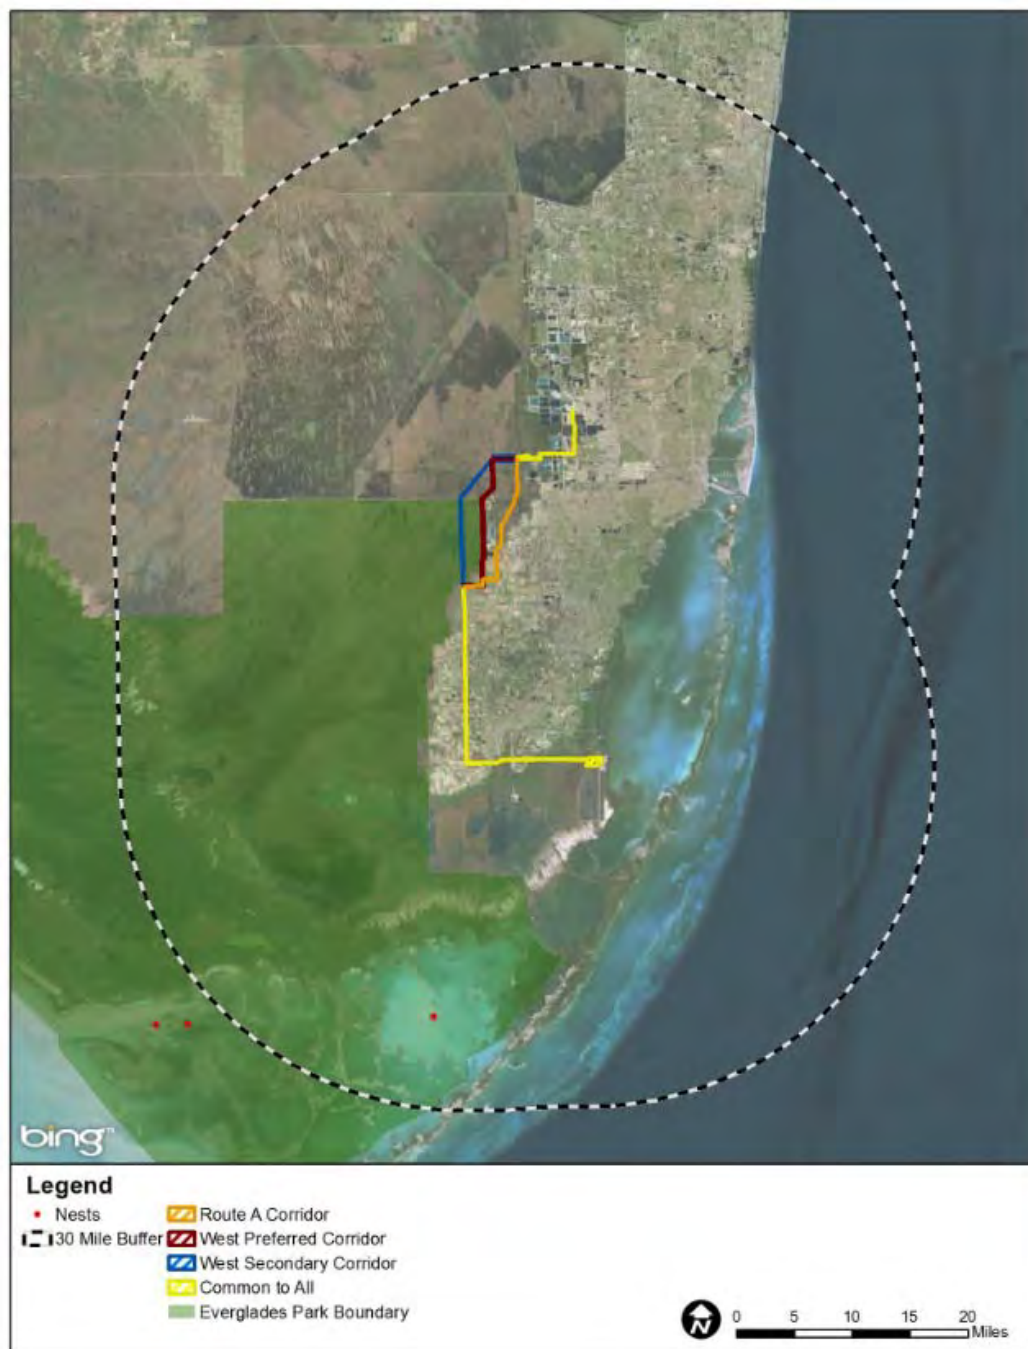 bing™
Legend
Nests
30 Mile Buffer
Route A Corridor
West Preferred Corridor
West Secondary Corridor
Common to All
Everglades Park Boundary
N
0 5 10 15 20
Miles